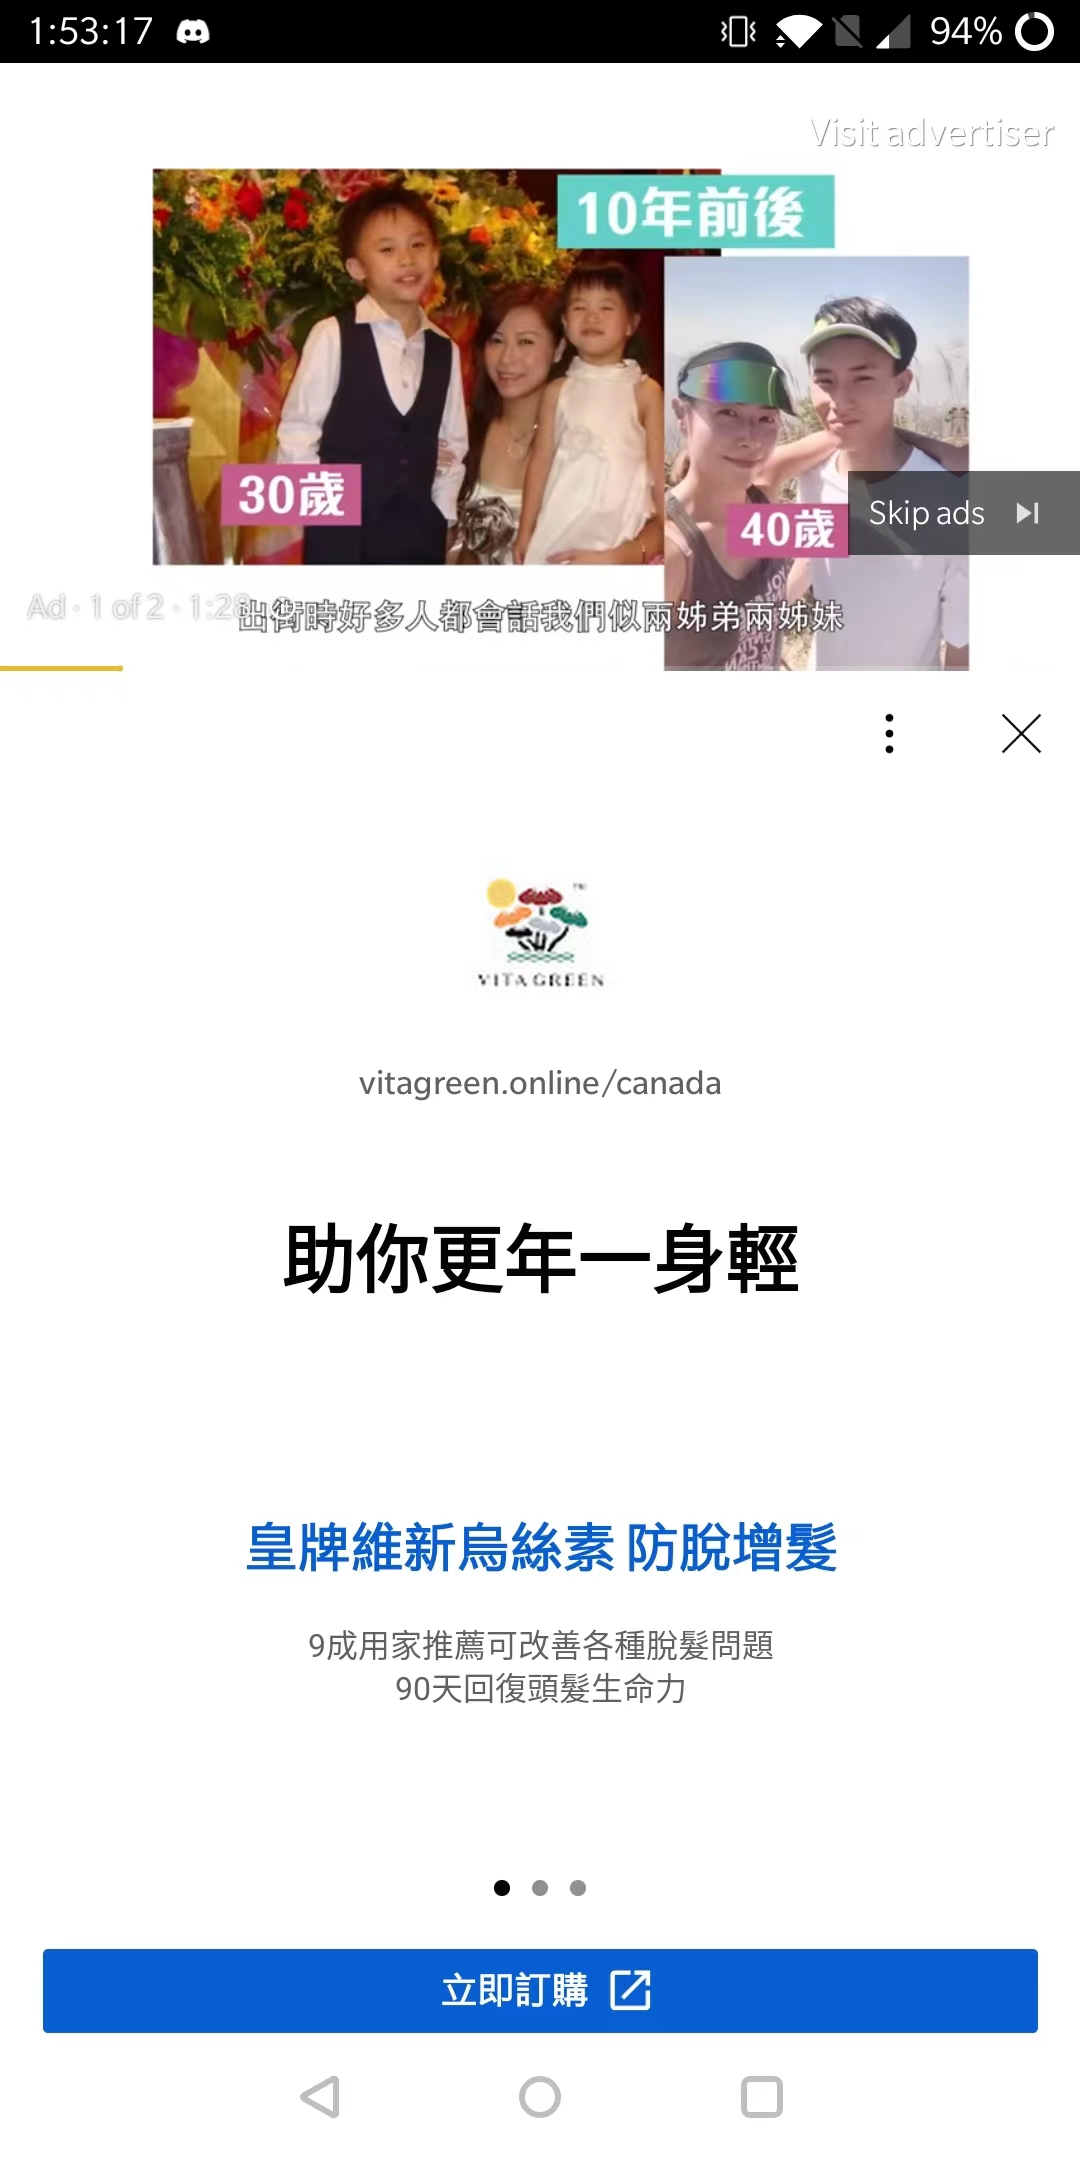 1:53:17
94%
Visit advertiser
10年前後
30歲
40歲
Skip ads
Ad · 1 of 2 · 1:28
出街時好多人都會話我們似兩姊弟兩姊妹
VITA GREEN
vitagreen.online/canada
助你更年一身輕
皇牌維新烏絲素 防脫增髮
9成用家推薦可改善各種脫髮問題
90天回復頭髮生命力
立即訂購